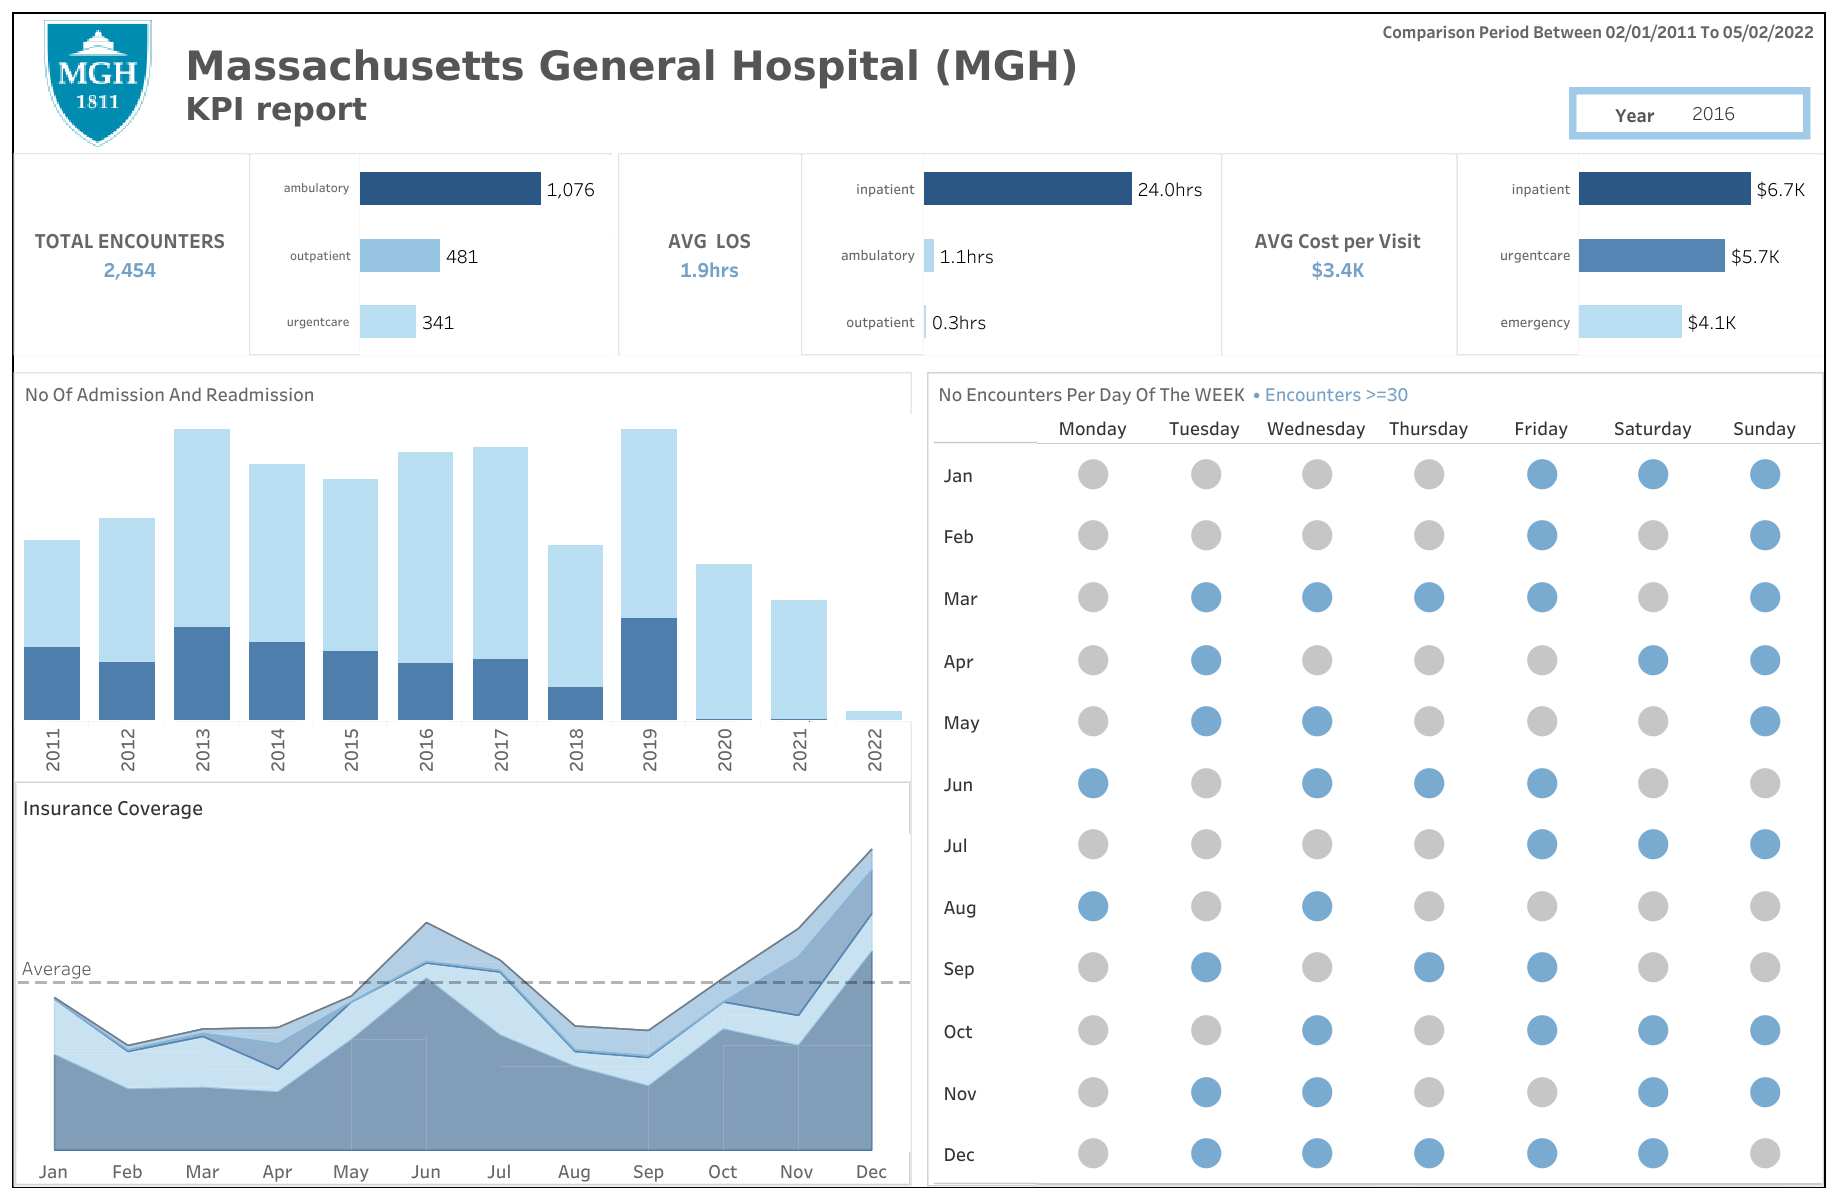 MGH
1811
Massachusetts General Hospital (MGH)
KPI report
Comparison Period Between 02/01/2011 To 05/02/2022
Year 2016
TOTAL ENCOUNTERS
2,454
ambulatory 1,076
outpatient 481
urgentcare 341
AVG LOS
1.9hrs
inpatient 24.0hrs
ambulatory 1.1hrs
outpatient 0.3hrs
AVG Cost per Visit
$3.4K
inpatient $6.7K
urgentcare $5.7K
emergency $4.1K
No Of Admission And Readmission
2011 2012 2013 2014 2015 2016 2017 2018 2019 2020 2021 2022
Insurance Coverage
Average
Jan Feb Mar Apr May Jun Jul Aug Sep Oct Nov Dec
No Encounters Per Day Of The WEEK • Encounters >=30
Monday Tuesday Wednesday Thursday Friday Saturday Sunday
Jan
Feb
Mar
Apr
May
Jun
Jul
Aug
Sep
Oct
Nov
Dec